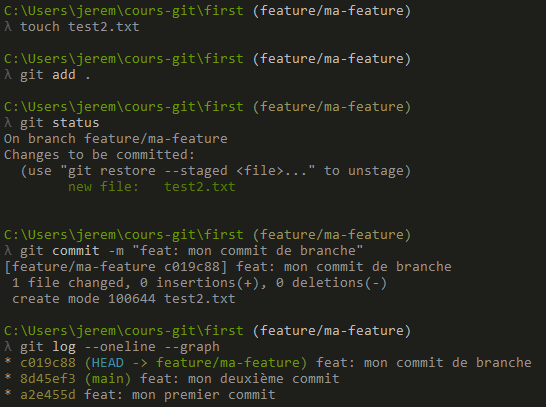 C:\Users\jerem\cours-git\first (feature/ma-feature)
λ touch test2.txt
C:\Users\jerem\cours-git\first (feature/ma-feature)
λ git add .
C:\Users\jerem\cours-git\first (feature/ma-feature)
λ git status
On branch feature/ma-feature
Changes to be committed:
  (use "git restore --staged <file>..." to unstage)
        new file:   test2.txt
C:\Users\jerem\cours-git\first (feature/ma-feature)
λ git commit -m "feat: mon commit de branche"
[feature/ma-feature c019c88] feat: mon commit de branche
 1 file changed, 0 insertions(+), 0 deletions(-)
 create mode 100644 test2.txt
C:\Users\jerem\cours-git\first (feature/ma-feature)
λ git log --oneline --graph
* c019c88 (HEAD -> feature/ma-feature) feat: mon commit de branche
* 8d45ef3 (main) feat: mon deuxième commit
* a2e455d feat: mon premier commit